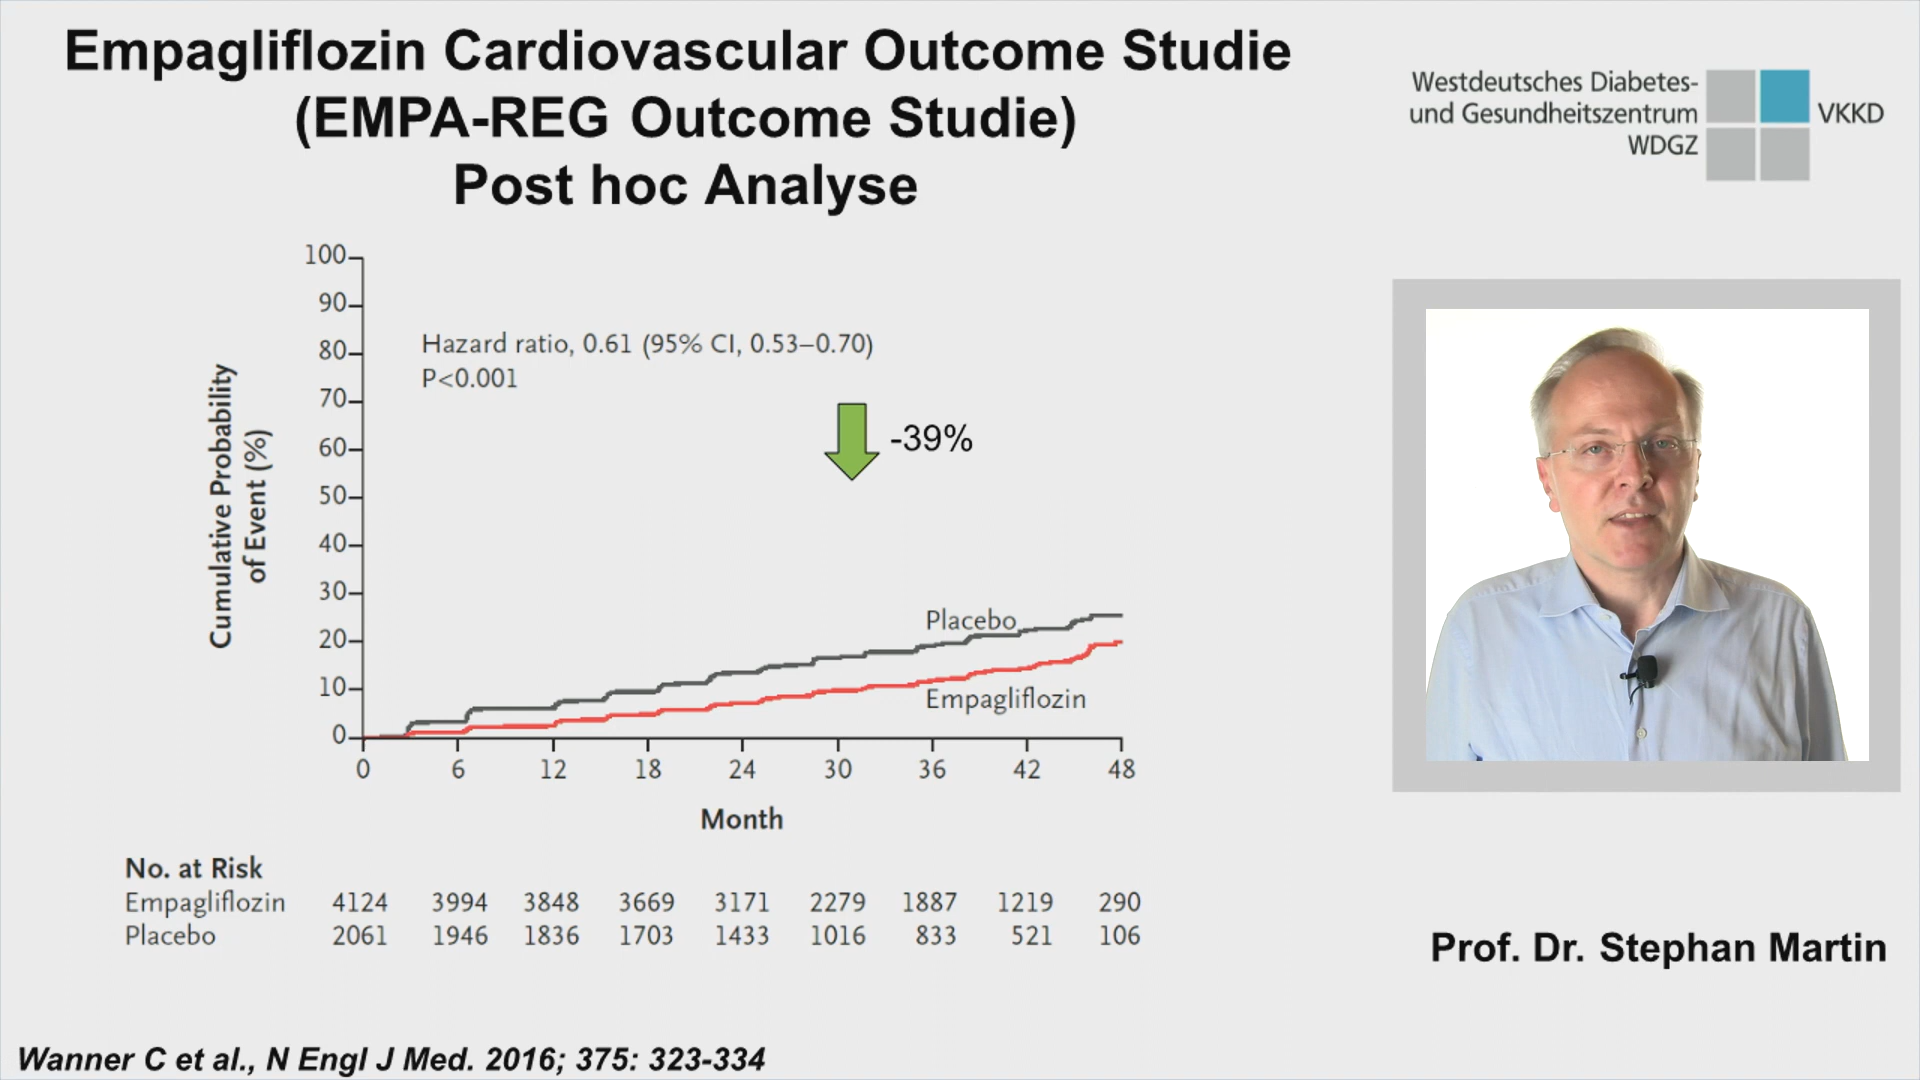 Empagliflozin Cardiovascular Outcome Studie
(EMPA-REG Outcome Studie)
Post hoc Analyse
Westdeutsches Diabetes-
und Gesundheitszentrum
WDGZ
VKKD
Cumulative Probability
of Event (%)
100
90
80
70
60
50
40
30
20
10
0
Hazard ratio, 0.61 (95% CI, 0.53–0.70)
P<0.001
-39%
Placebo
Empagliflozin
0 6 12 18 24 30 36 42 48
Month
No. at Risk
Empagliflozin 4124 3994 3848 3669 3171 2279 1887 1219 290
Placebo 2061 1946 1836 1703 1433 1016 833 521 106
Prof. Dr. Stephan Martin
Wanner C et al., N Engl J Med. 2016; 375: 323-334